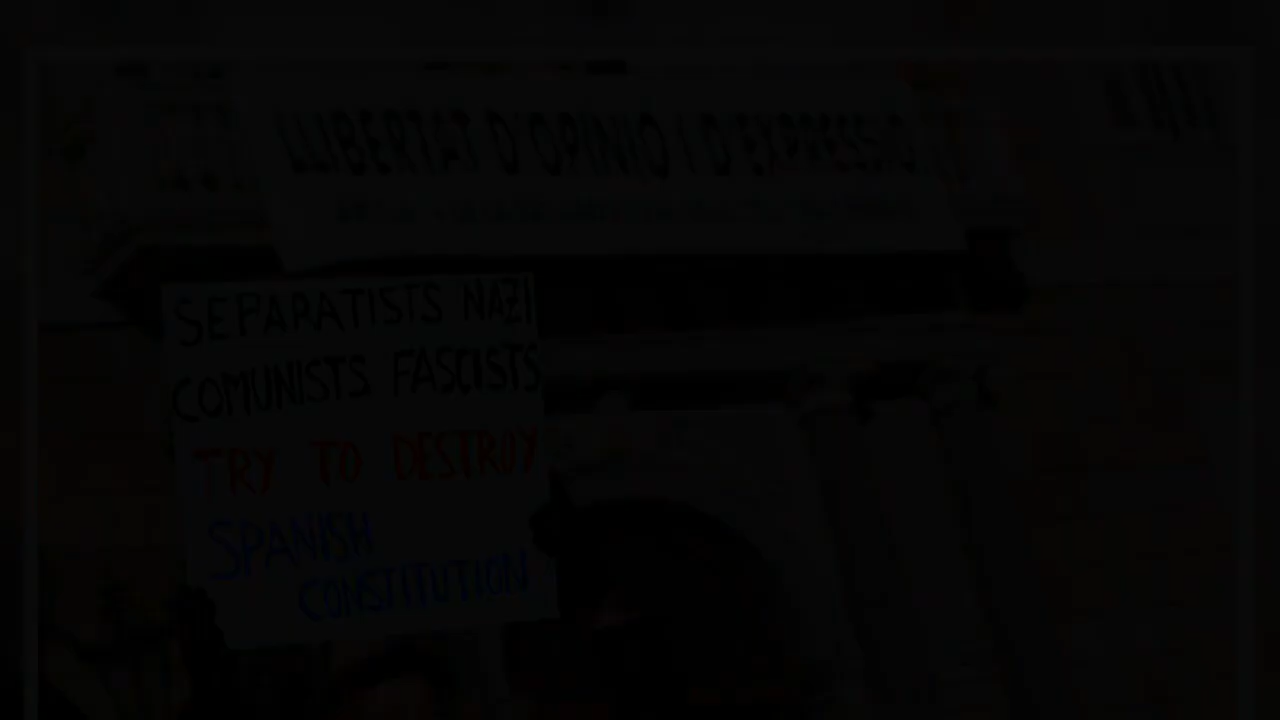 LLIBERTAT D'OPINIÓ I D'EXPRESSIÓ
SEPARATISTS NAZI
COMUNISTS FASCISTS
TRY TO DESTROY
SPANISH
CONSTITUTION